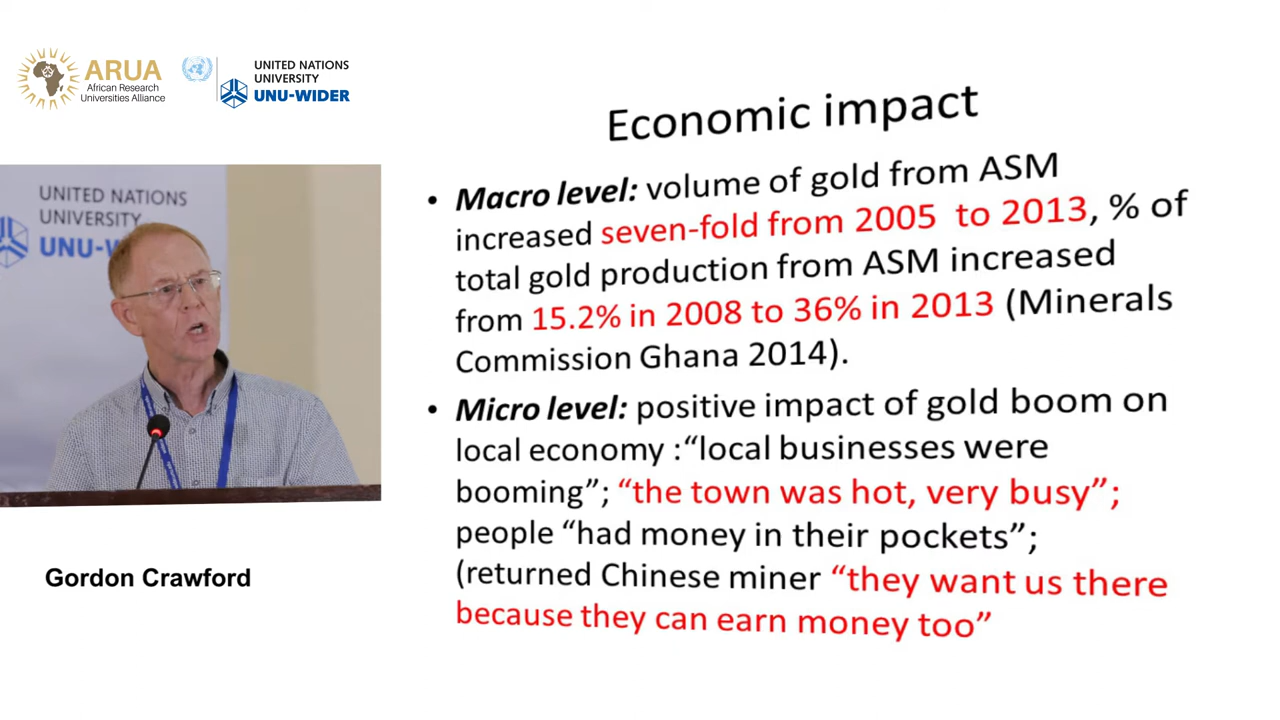 ARUA
African Research
Universities Alliance
UNITED NATIONS
UNIVERSITY
UNU-WIDER
UNITED NATIONS
UNIVERSITY
UNU-WIDER
Gordon Crawford
Economic impact
• Macro level: volume of gold from ASM
increased seven-fold from 2005 to 2013, % of
total gold production from ASM increased
from 15.2% in 2008 to 36% in 2013 (Minerals
Commission Ghana 2014).
• Micro level: positive impact of gold boom on
local economy :“local businesses were
booming”; “the town was hot, very busy”;
people “had money in their pockets”;
(returned Chinese miner “they want us there
because they can earn money too”